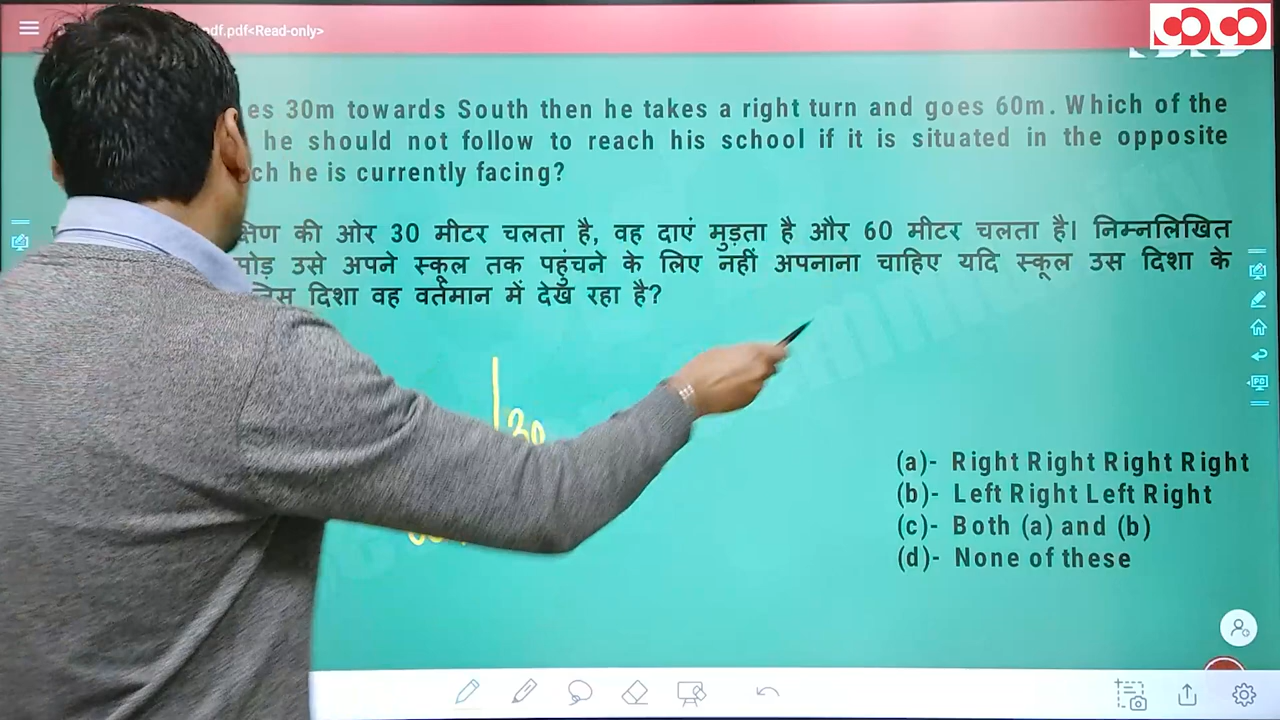 ndf.pdf<Read-only>
es 30m towards South then he takes a right turn and goes 60m. Which of the
he should not follow to reach his school if it is situated in the opposite
ch he is currently facing?
क्षिण की ओर 30 मीटर चलता है, वह दाएं मुड़ता है और 60 मीटर चलता है। निम्नलिखित
मोड़ उसे अपने स्कूल तक पहुंचने के लिए नहीं अपनाना चाहिए यदि स्कूल उस दिशा के
जिस दिशा वह वर्तमान में देख रहा है?
30
(a)- Right Right Right Right
(b)- Left Right Left Right
(c)- Both (a) and (b)
(d)- None of these